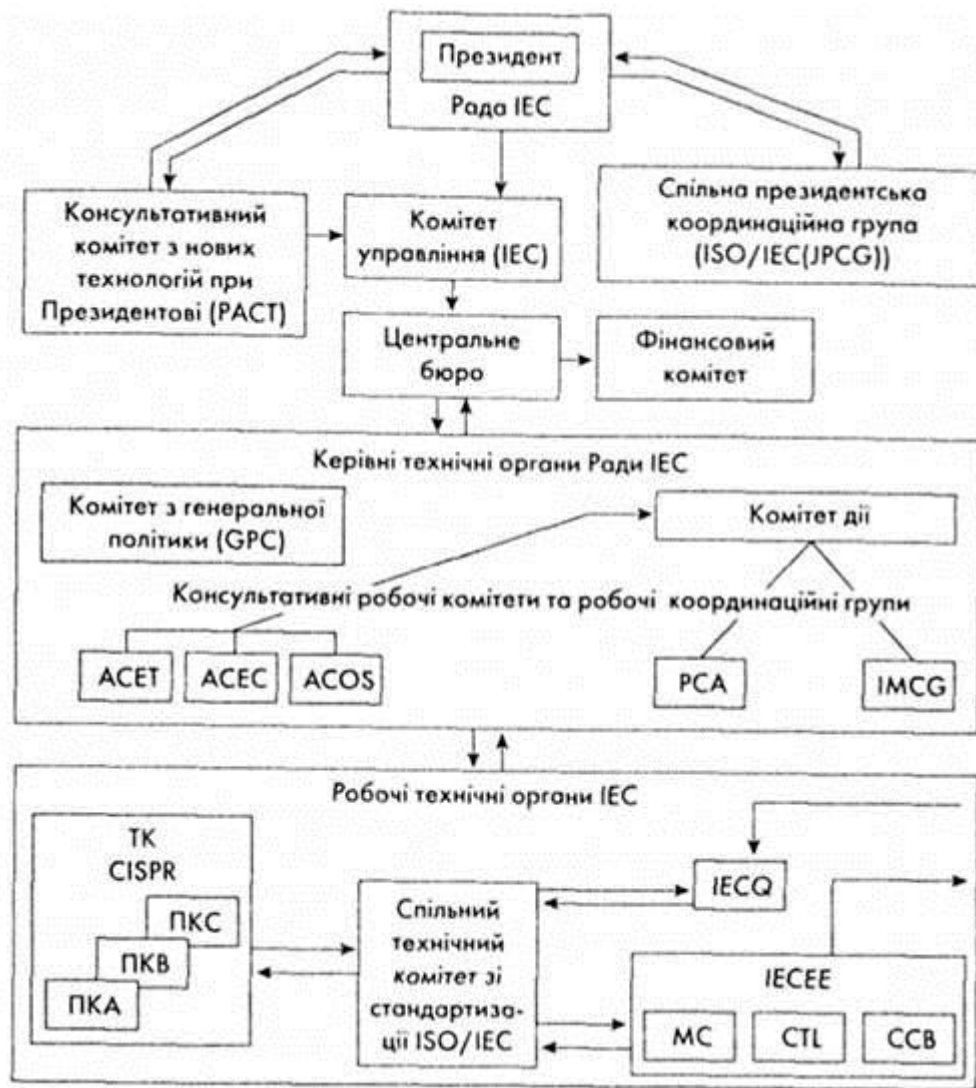 Президент
Рада IEC
Консультативний
комітет з нових
технологій при
Президентові (PACT)
Комітет
управління (IEC)
Спільна президентська
координаційна група
(ISO/IEC(JPCG))
Центральне
бюро
Фінансовий
комітет
Керівні технічні органи Ради IEC
Комітет з генеральної
політики (GPC)
Комітет дії
Консультативні робочі комітети та робочі координаційні групи
ACET
ACEC
ACOS
PCA
IMCG
Робочі технічні органи IEC
ТК
CISPR
ПКС
ПКВ
ПКА
Спільний
технічний
комітет зі
стандартиза-
ції ISO/IEC
IECQ
IECEE
MC
CTL
CCB